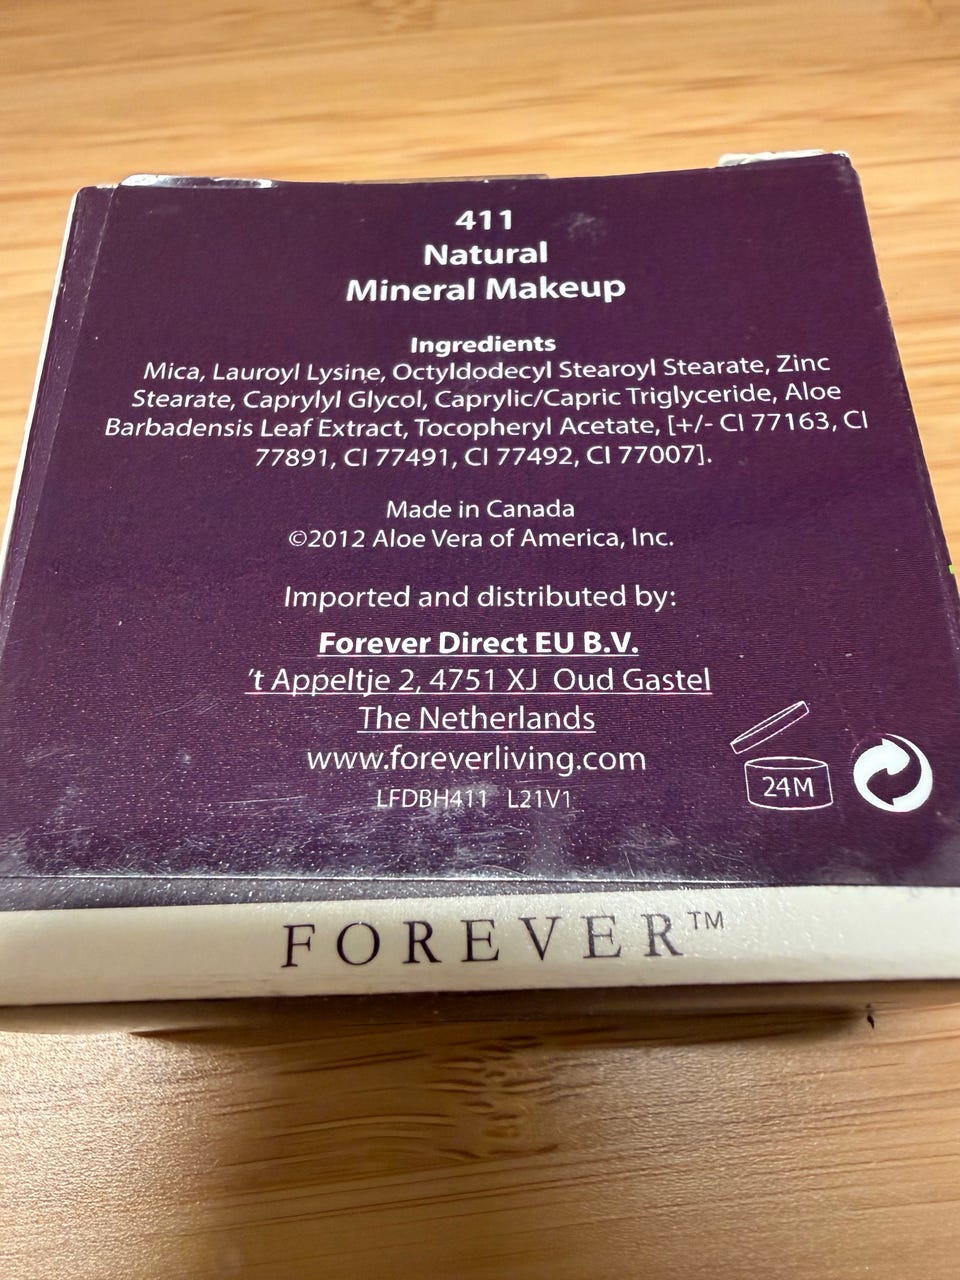 411
Natural
Mineral Makeup
Ingredients
Mica, Lauroyl Lysine, Octyldodecyl Stearoyl Stearate, Zinc
Stearate, Caprylyl Glycol, Caprylic/Capric Triglyceride, Aloe
Barbadensis Leaf Extract, Tocopheryl Acetate, [+/- CI 77163, CI
77891, CI 77491, CI 77492, CI 77007].
Made in Canada
©2012 Aloe Vera of America, Inc.
Imported and distributed by:
Forever Direct EU B.V.
't Appeltje 2, 4751 XJ Oud Gastel
The Netherlands
www.foreverliving.com
LFDBH411 L21V1
24M
FOREVER™